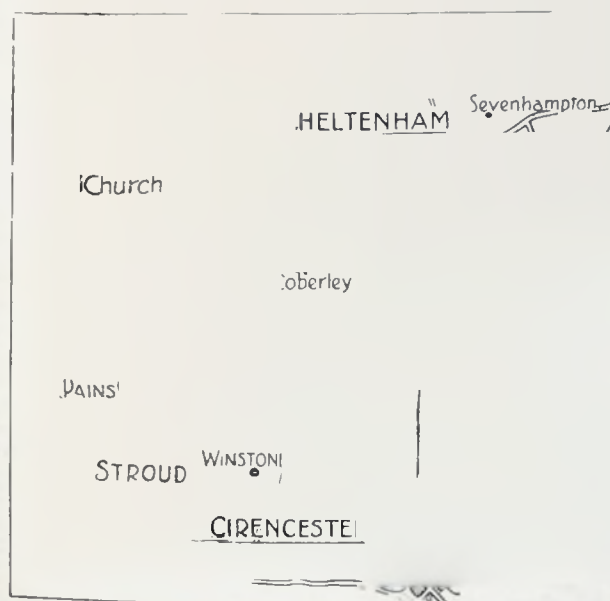 Sevenhampton
HELTENHAM
Church
oberley
PAINS
WINSTON
STROUD
CIRENCESTE